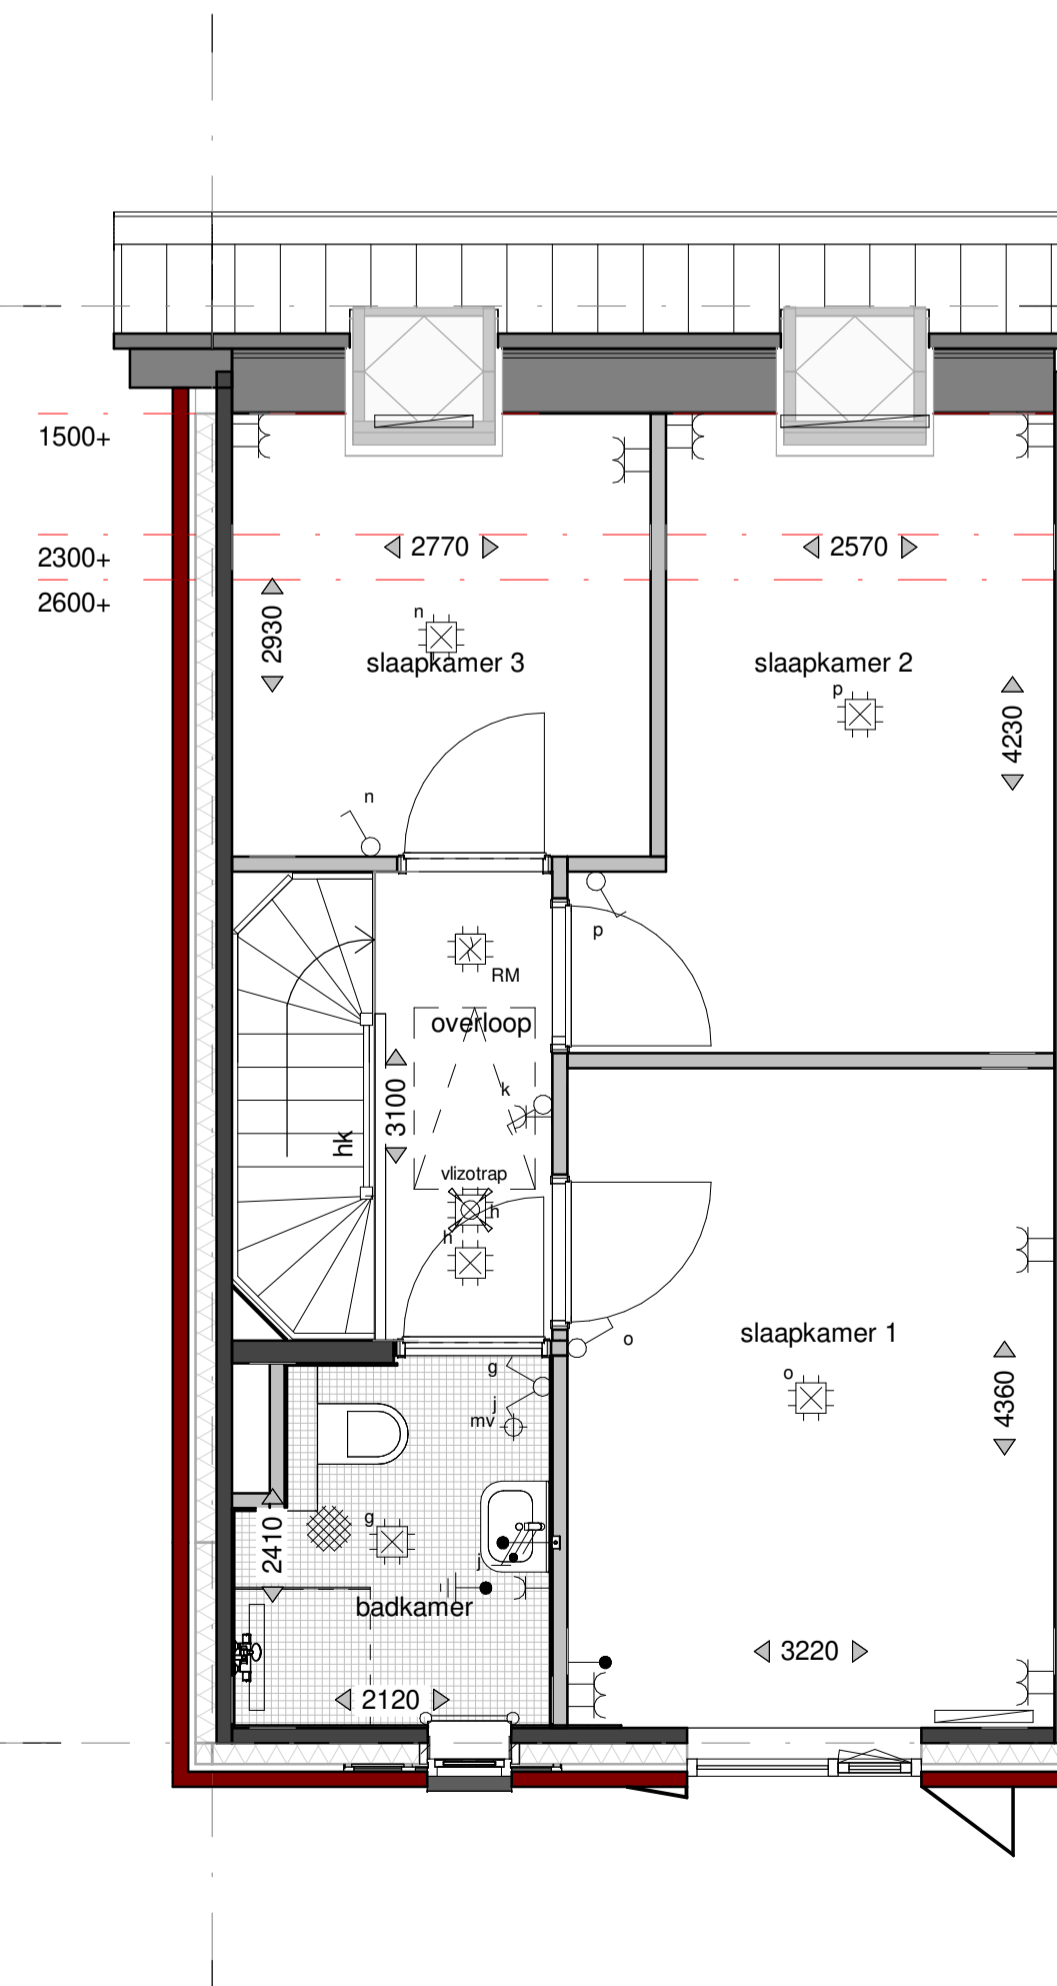 1500+
2300+
2600+
2770
2570
2930
n
slaapkamer 3
slaapkamer 2
p
4230
n
p
RM
overloop
k
3100
hk
vlizotrap
h
h
slaapkamer 1
o
o
4360
g
j
mv
g
2410
j
badkamer
3220
2120